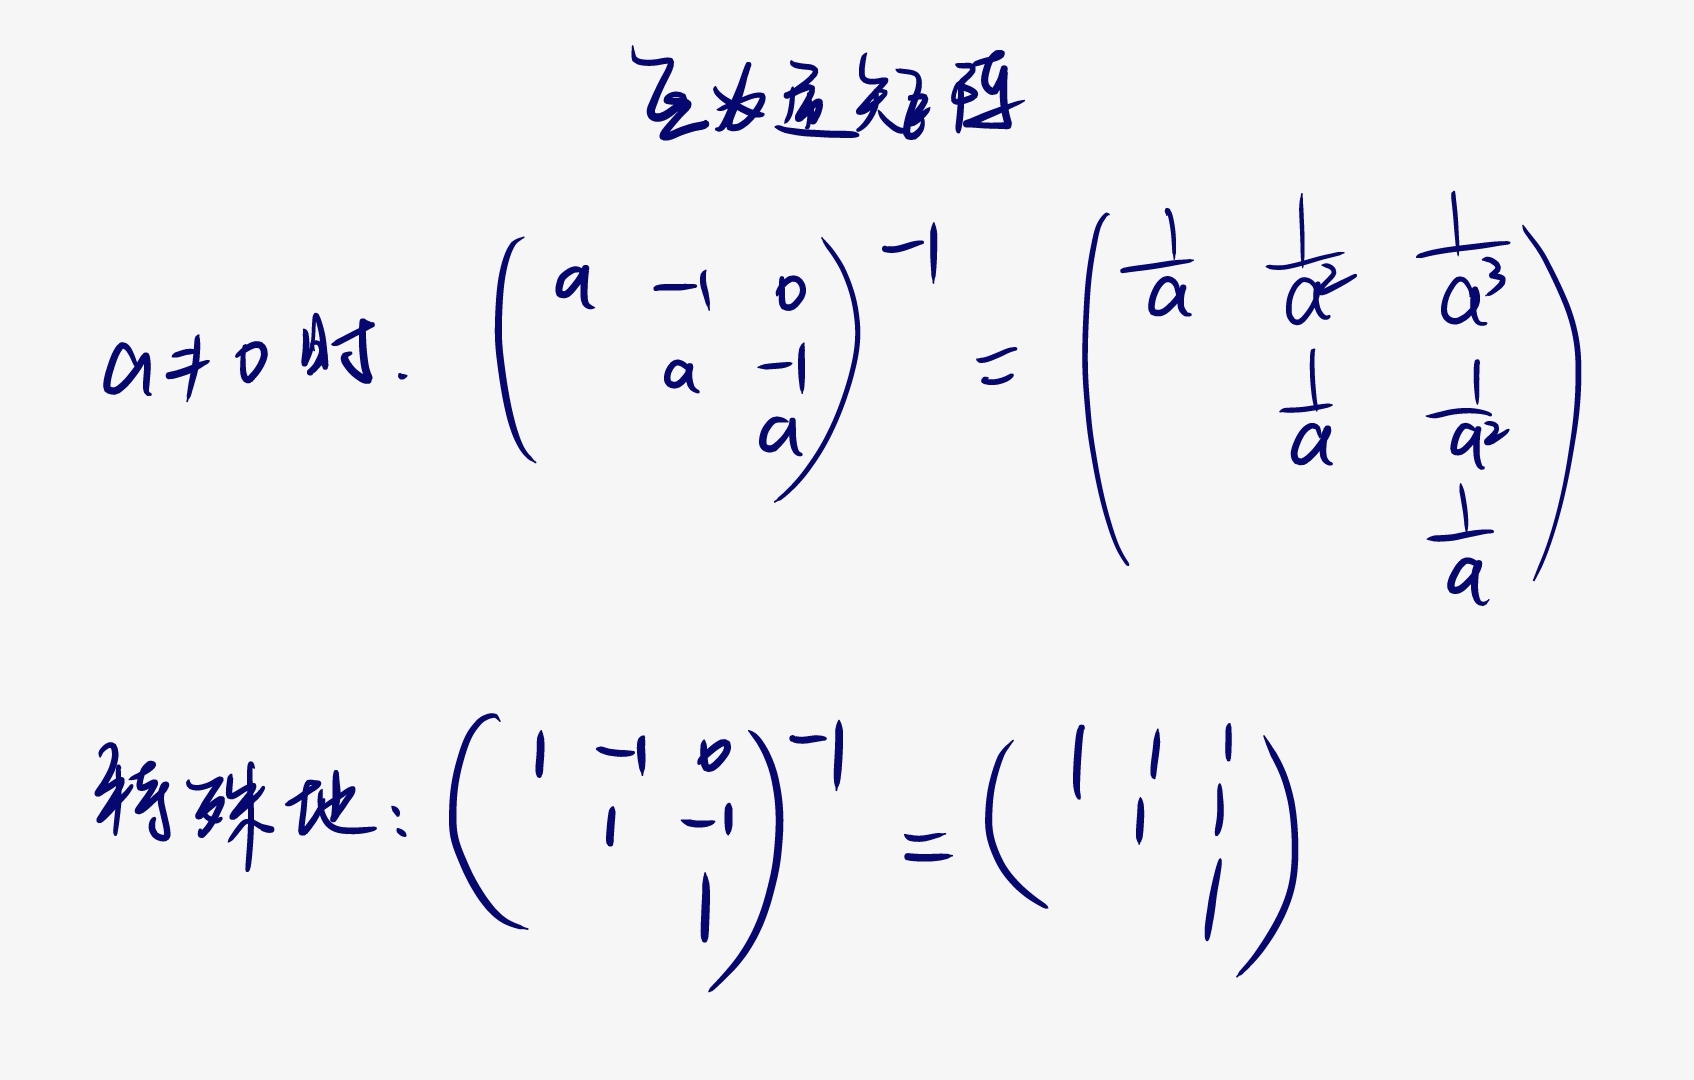 互为逆矩阵
a≠0时. \begin{pmatrix} a & -1 & 0 \\ & a & -1 \\ & & a \end{pmatrix}^{-1} = \begin{pmatrix} \frac{1}{a} & \frac{1}{a^2} & \frac{1}{a^3} \\ & \frac{1}{a} & \frac{1}{a^2} \\ & & \frac{1}{a} \end{pmatrix}
特殊地: \begin{pmatrix} 1 & -1 & 0 \\ & 1 & -1 \\ & & 1 \end{pmatrix}^{-1} = \begin{pmatrix} 1 & 1 & 1 \\ & 1 & 1 \\ & & 1 \end{pmatrix}